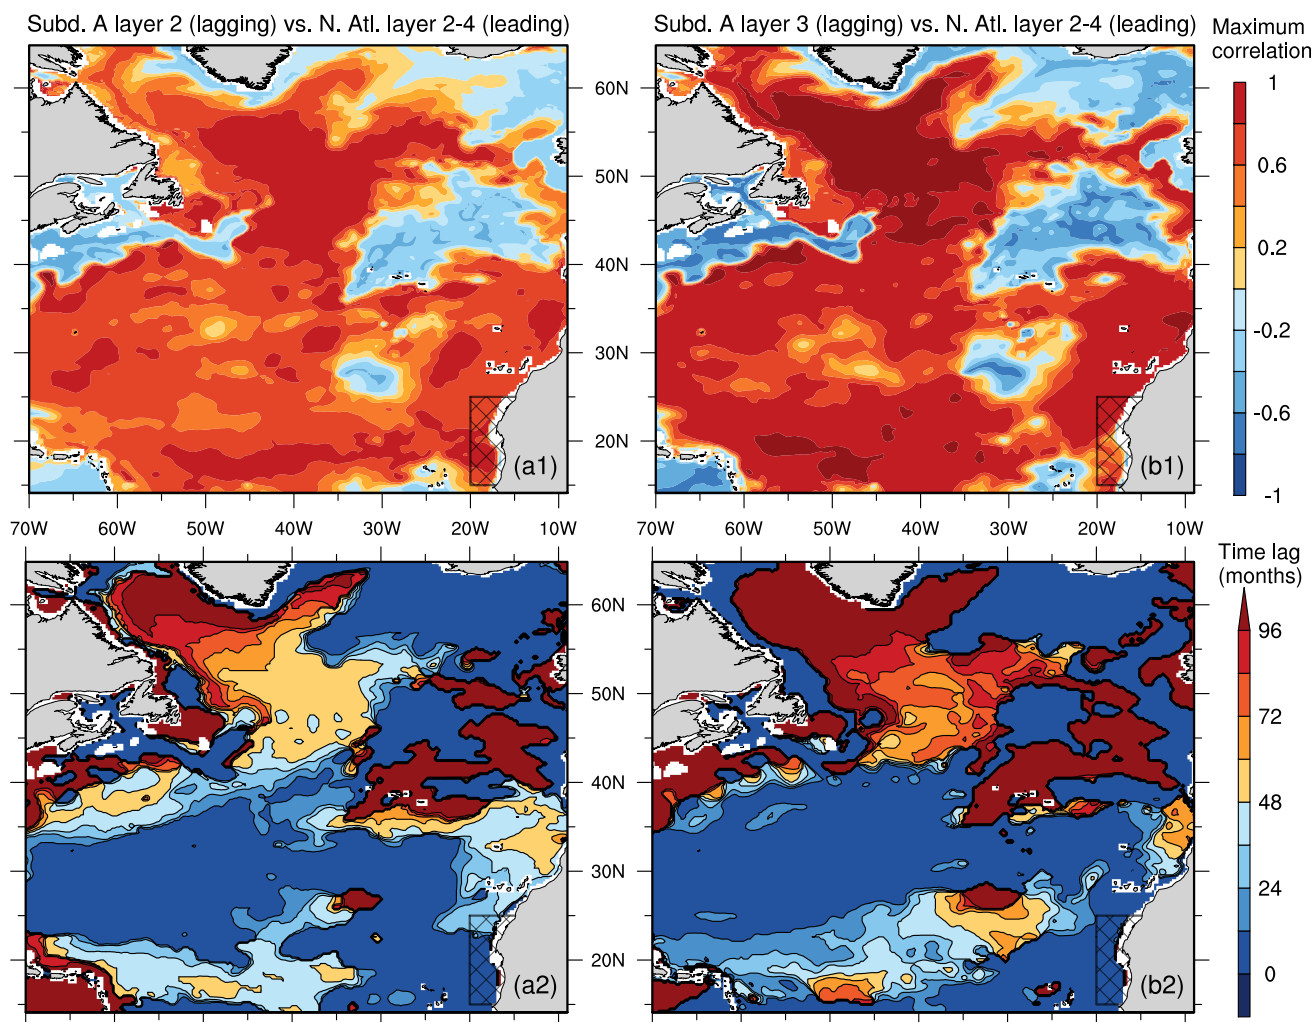 Subd. A layer 2 (lagging) vs. N. Atl. layer 2-4 (leading)
Subd. A layer 3 (lagging) vs. N. Atl. layer 2-4 (leading)
Maximum
correlation
60N
50N
40N
30N
20N
(a1)
(b1)
1
0.6
0.2
-0.2
-0.6
-1
70W 60W 50W 40W 30W 20W 10W
70W 60W 50W 40W 30W 20W 10W
Time lag
(months)
60N
50N
40N
30N
20N
(a2)
(b2)
96
72
48
24
0